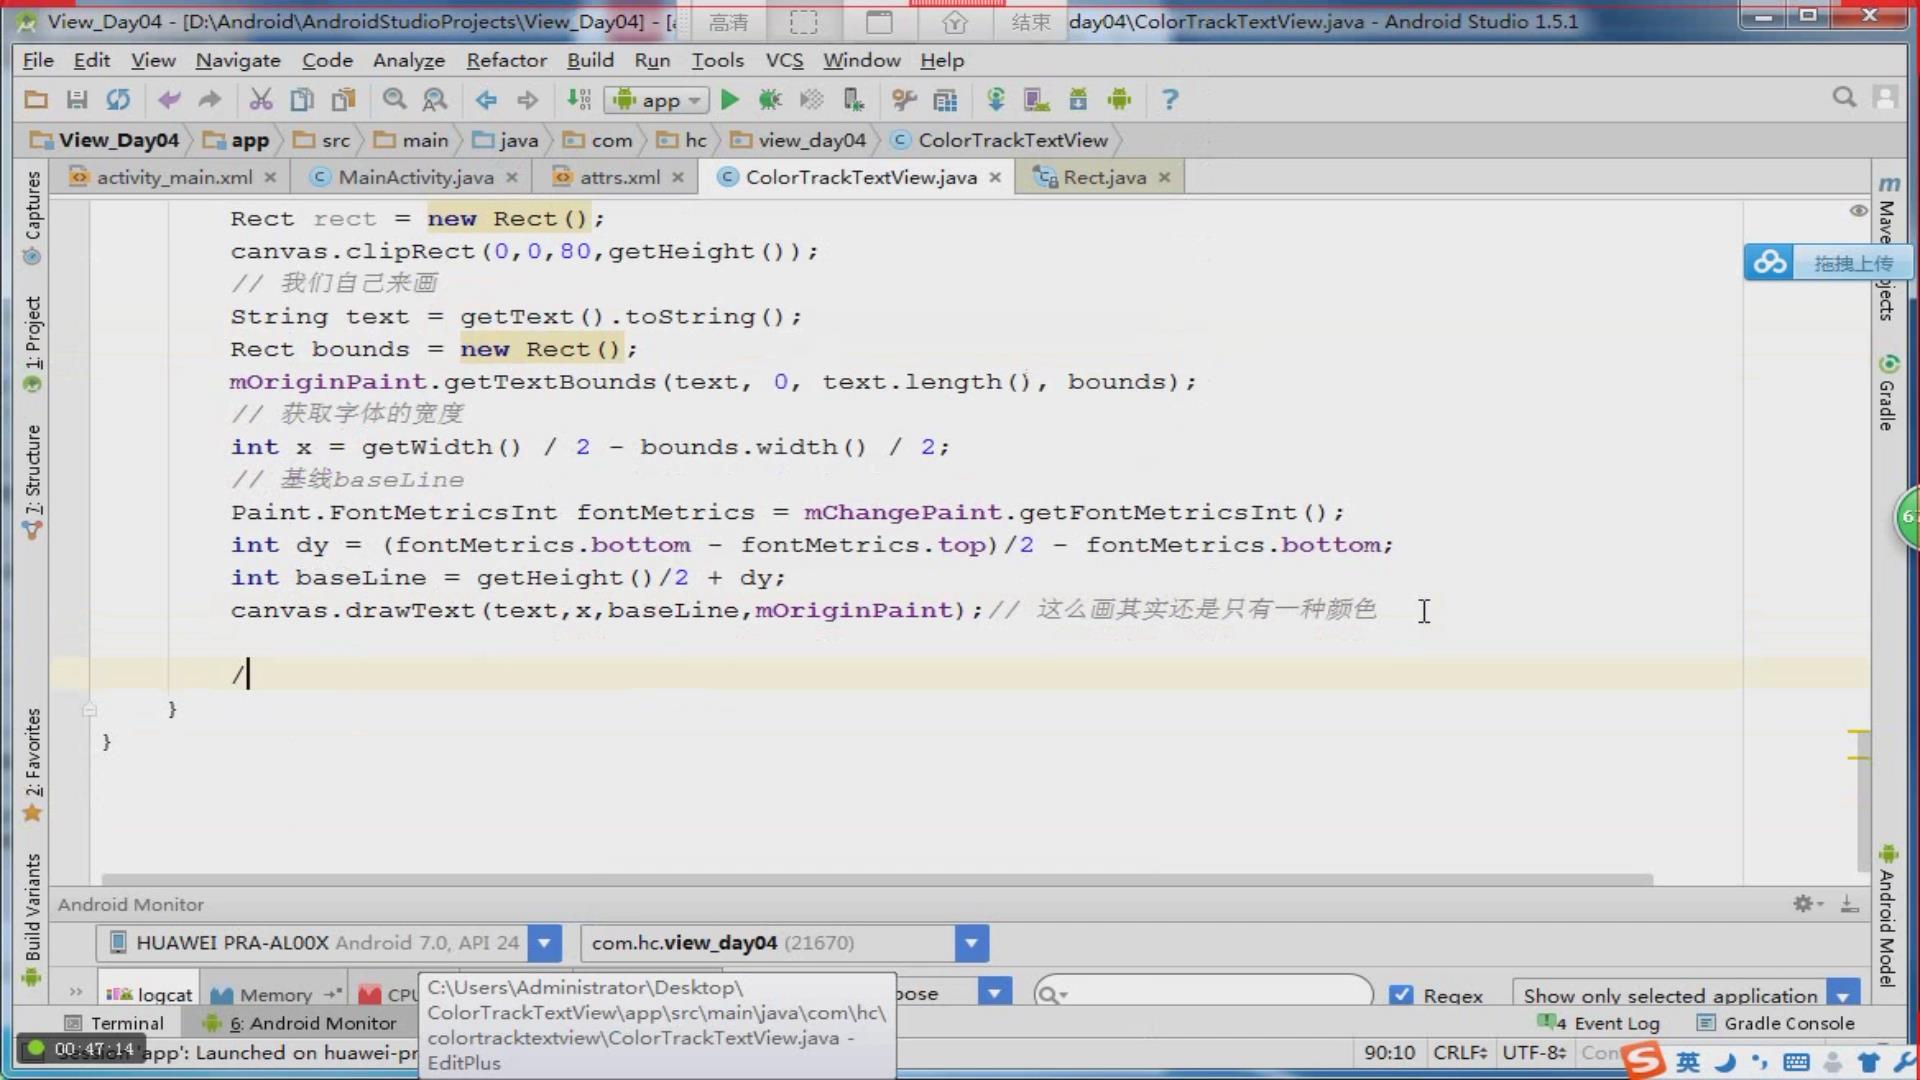 View_Day04 - [D:\Android\AndroidStudioProjects\View_Day04] - [
高清
结束
day04\ColorTrackTextView.java - Android Studio 1.5.1
File Edit View Navigate Code Analyze Refactor Build Run Tools VCS Window Help
app
View_Day04 app src main java com hc view_day04 ColorTrackTextView
activity_main.xml MainActivity.java attrs.xml ColorTrackTextView.java Rect.java
Captures
1: Project
7: Structure
2: Favorites
Build Variants
Rect rect = new Rect();
canvas.clipRect(0,0,80,getHeight());
// 我们自己来画
String text = getText().toString();
Rect bounds = new Rect();
mOriginPaint.getTextBounds(text, 0, text.length(), bounds);
// 获取字体的宽度
int x = getWidth() / 2 - bounds.width() / 2;
// 基线baseLine
Paint.FontMetricsInt fontMetrics = mChangePaint.getFontMetricsInt();
int dy = (fontMetrics.bottom - fontMetrics.top)/2 - fontMetrics.bottom;
int baseLine = getHeight()/2 + dy;
canvas.drawText(text,x,baseLine,mOriginPaint);// 这么画其实还是只有一种颜色
/
}
}
拖拽上传
Gradle
Android Model
Android Monitor
HUAWEI PRA-AL00X Android 7.0, API 24
com.hc.view_day04 (21670)
logcat Memory CPU
Regex
Show only selected application
C:\Users\Administrator\Desktop\
ColorTrackTextView\app\src\main\java\com\hc\
colortracktextview\ColorTrackTextView.java -
EditPlus
Terminal 6: Android Monitor
4 Event Log Gradle Console
00:47:14
'app': Launched on huawei-pr
90:10 CRLF UTF-8
英